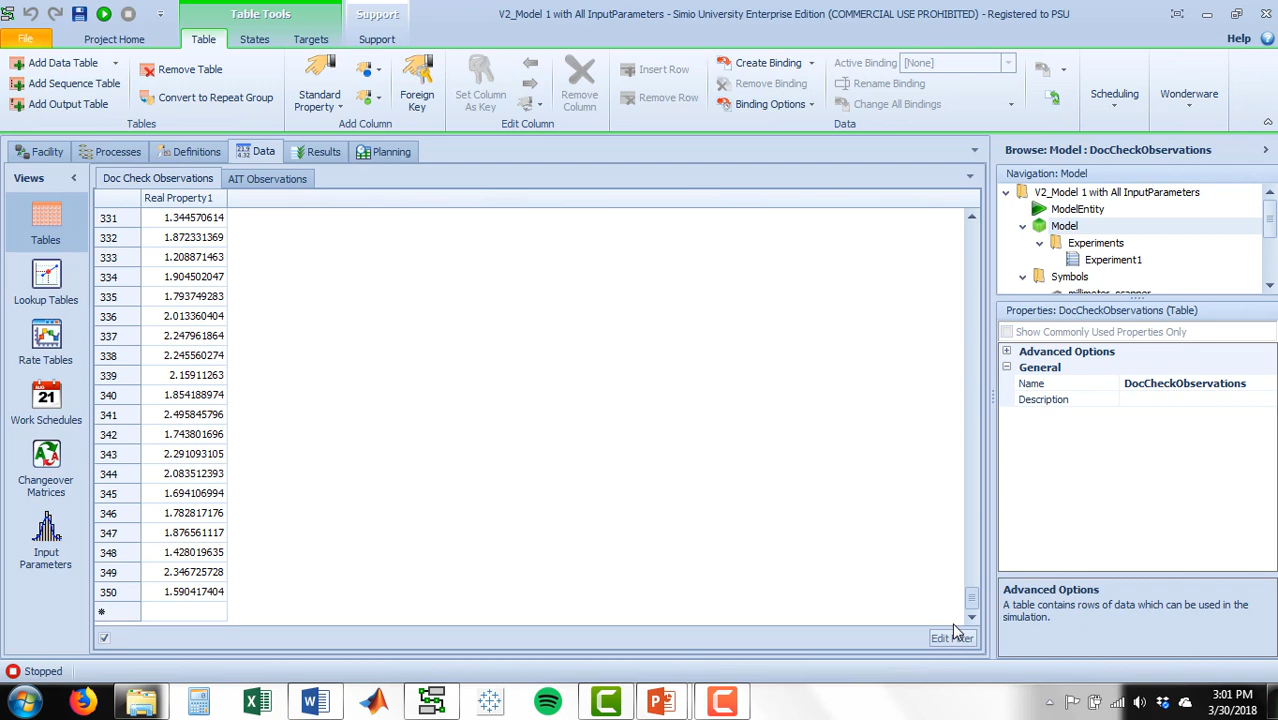 Table Tools
Support
V2_Model 1 with All InputParameters - Simio University Enterprise Edition (COMMERCIAL USE PROHIBITED) - Registered to PSU
File
Project Home
Table
States
Targets
Support
Help
Add Data Table
Add Sequence Table
Add Output Table
Remove Table
Convert to Repeat Group
Tables
Standard Property
Foreign Key
Add Column
Set Column As Key
Remove Column
Edit Column
Insert Row
Remove Row
Create Binding
Remove Binding
Binding Options
Active Binding [None]
Rename Binding
Change All Bindings
Data
Scheduling
Wonderware
Facility
Processes
Definitions
Data
Results
Planning
Views
Tables
Lookup Tables
Rate Tables
AUG 21
Work Schedules
Changeover Matrices
Input Parameters
Doc Check Observations
AIT Observations
Real Property1
331 1.344570614
332 1.872331369
333 1.208871463
334 1.904502047
335 1.793749283
336 2.013360404
337 2.247961864
338 2.245560274
339 2.15911263
340 1.854188974
341 2.495845796
342 1.743801696
343 2.291093105
344 2.083512393
345 1.694106994
346 1.782817176
347 1.876561117
348 1.428019635
349 2.346725728
350 1.590417404
Edit
Browse: Model : DocCheckObservations
Navigation: Model
V2_Model 1 with All InputParameters
ModelEntity
Model
Experiments
Experiment1
Symbols
Properties: DocCheckObservations (Table)
Show Commonly Used Properties Only
Advanced Options
General
Name DocCheckObservations
Description
Advanced Options
A table contains rows of data which can be used in the
simulation.
Stopped
3:01 PM
3/30/2018